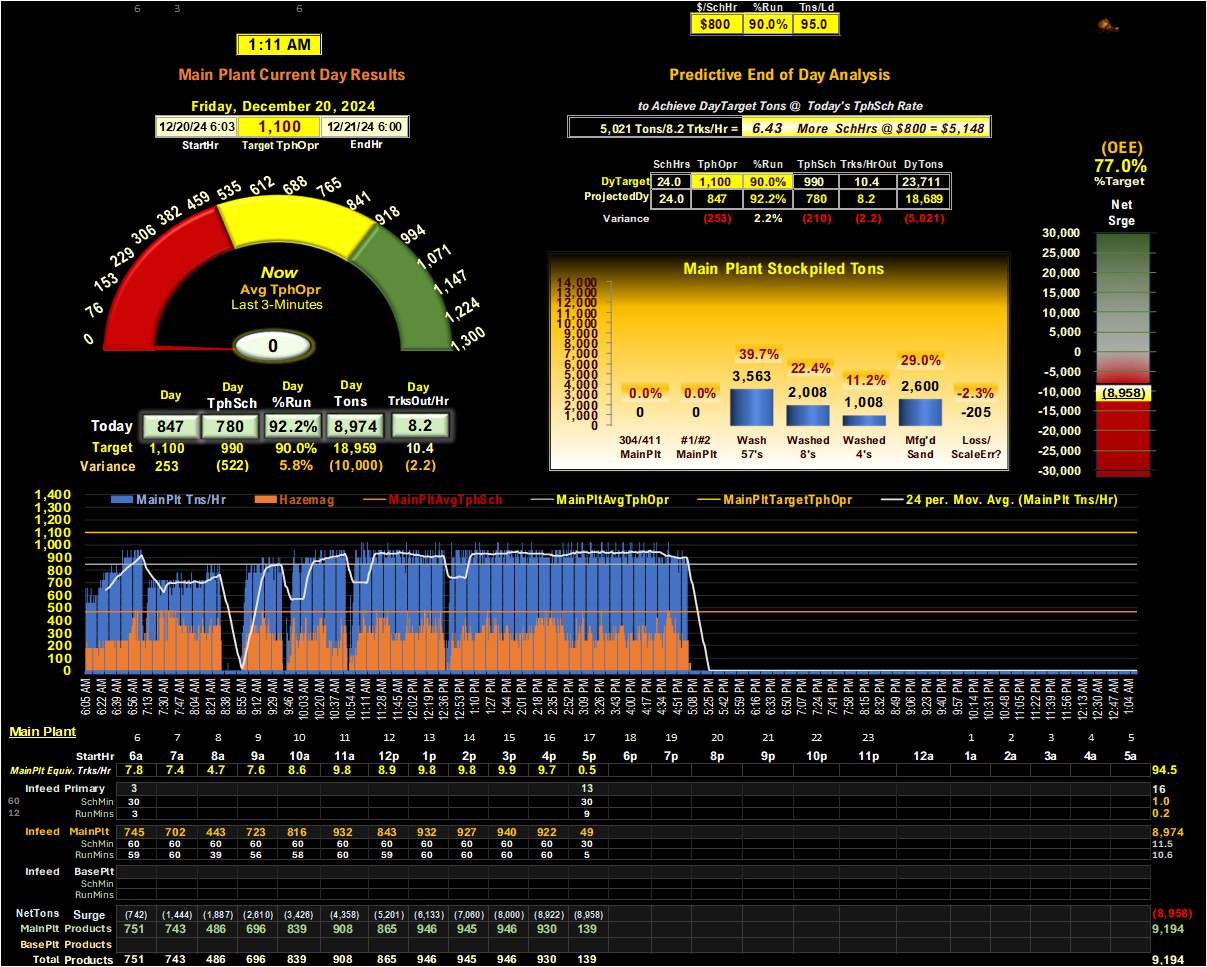 6 3 6
$/SchHr %Run Tns/Ld
$800 90.0% 95.0
1:11 AM
Main Plant Current Day Results
Predictive End of Day Analysis
Friday, December 20, 2024
to Achieve DayTarget Tons @ Today's TphSch Rate
12/20/24 6:03 1,100 12/21/24 6:00
StartHr Target TphOpr EndHr
5,021 Tons/8.2 Trks/Hr = 6.43 More SchHrs @ $800 = $5,148
(OEE)
77.0%
%Target
Net
Srge
SchHrs TphOpr %Run TphSch Trks/HrOut DyTons
DyTarget 24.0 1,100 90.0% 990 10.4 23,711
ProjectedDy 24.0 847 92.2% 780 8.2 18,689
Variance (253) 2.2% (210) (2.2) (5,021)
0 76 153 229 306 382 459 535 612 688 765 841 918 994 1,071 1,147 1,224 1,300
Now
Avg TphOpr
Last 3-Minutes
0
Main Plant Stockpiled Tons
14,000
13,000
12,000
11,000
10,000
9,000
8,000
7,000
6,000
5,000
4,000
3,000
2,000
1,000
0
0.0% 0.0% 39.7% 22.4% 11.2% 29.0% -2.3%
0 0 3,563 2,008 1,008 2,600 -205
304/411 #1/#2 Wash Washed Washed Mfg'd Loss/
MainPlt MainPlt 57's 8's 4's Sand ScaleErr?
30,000
25,000
20,000
15,000
10,000
5,000
0
-5,000
-10,000
(8,958)
-15,000
-20,000
-25,000
-30,000
Day Day TphSch Day %Run Day Tons Day TrksOut/Hr
Today 847 780 92.2% 8,974 8.2
Target 1,100 990 90.0% 18,959 10.4
Variance 253 (522) 5.8% (10,000) (2.2)
MainPlt Tns/Hr Hazemag MainPltAvgTphSch MainPltAvgTphOpr MainPltTargetTphOpr 24 per. Mov. Avg. (MainPlt Tns/Hr)
1,400
1,300
1,200
1,100
1,000
900
800
700
600
500
400
300
200
100
0
6:05 AM 6:22 AM 6:39 AM 6:56 AM 7:13 AM 7:30 AM 7:47 AM 8:04 AM 8:21 AM 8:38 AM 8:55 AM 9:12 AM 9:29 AM 9:46 AM 10:03 AM 10:20 AM 10:37 AM 10:54 AM 11:11 AM 11:28 AM 11:45 AM 12:02 PM 12:19 PM 12:36 PM 12:53 PM 1:10 PM 1:27 PM 1:44 PM 2:01 PM 2:18 PM 2:35 PM 2:52 PM 3:09 PM 3:26 PM 3:43 PM 4:00 PM 4:17 PM 4:34 PM 4:51 PM 5:08 PM 5:25 PM 5:42 PM 5:59 PM 6:16 PM 6:33 PM 6:50 PM 7:07 PM 7:24 PM 7:41 PM 7:58 PM 8:15 PM 8:32 PM 8:49 PM 9:06 PM 9:23 PM 9:40 PM 9:57 PM 10:14 PM 10:31 PM 10:48 PM 11:05 PM 11:22 PM 11:39 PM 11:56 PM 12:13 AM 12:30 AM 12:47 AM 1:04 AM
Main Plant
6 7 8 9 10 11 12 13 14 15 16 17 18 19 20 21 22 23 1 2 3 4 5
StartHr 6a 7a 8a 9a 10a 11a 12p 1p 2p 3p 4p 5p 6p 7p 8p 9p 10p 11p 12a 1a 2a 3a 4a 5a
MainPlt Equiv. Trks/Hr 7.8 7.4 4.7 7.6 8.6 9.8 8.9 9.8 9.8 9.9 9.7 0.5 94.5
Infeed Primary 3 13 16
60 SchMin 30 30 1.0
12 RunMins 3 9 0.2
Infeed MainPlt 745 702 443 723 816 932 843 932 927 940 922 49 8,974
SchMin 60 60 60 60 60 60 60 60 60 60 60 30 11.5
RunMins 59 60 39 56 58 60 59 60 60 60 60 5 10.6
Infeed BasePlt
SchMin
RunMins
NetTons Surge (742) (1,444) (1,887) (2,610) (3,426) (4,358) (5,201) (6,133) (7,060) (8,000) (8,922) (8,958) (8,958)
MainPlt Products 751 743 486 696 839 908 865 946 945 946 930 139 9,194
BasePlt Products
Total Products 751 743 486 696 839 908 865 946 945 946 930 139 9,194